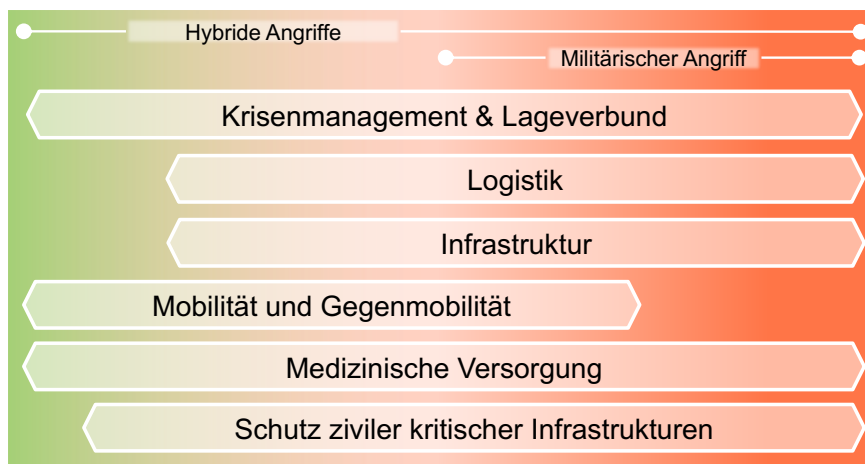 Hybride Angriffe
Militärischer Angriff
Krisenmanagement & Lageverbund
Logistik
Infrastruktur
Mobilität und Gegenmobilität
Medizinische Versorgung
Schutz ziviler kritischer Infrastrukturen